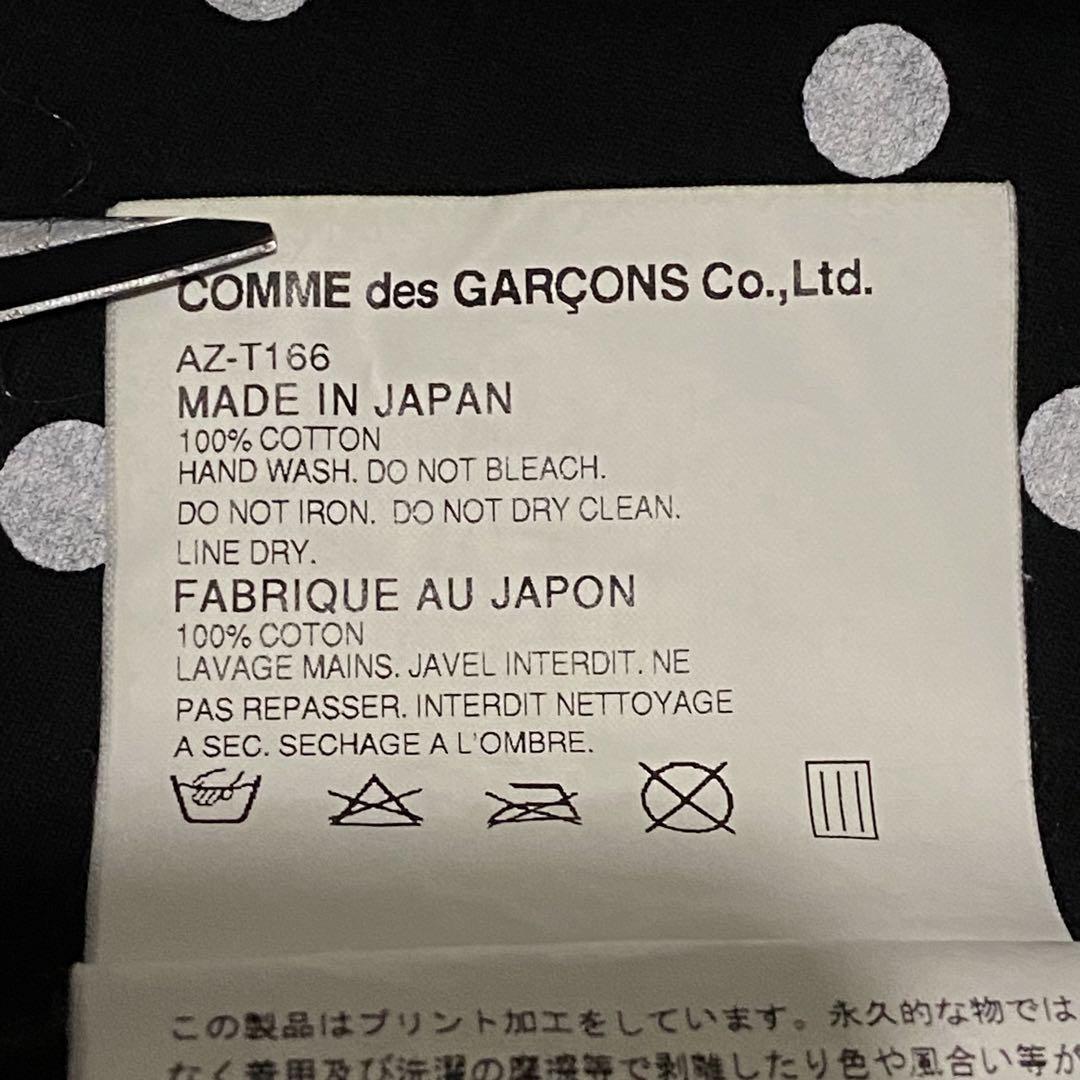 COMME des GARÇONS Co.,Ltd.
AZ-T166
MADE IN JAPAN
100% COTTON
HAND WASH. DO NOT BLEACH.
DO NOT IRON. DO NOT DRY CLEAN.
LINE DRY.
FABRIQUE AU JAPON
100% COTON
LAVAGE MAINS. JAVEL INTERDIT. NE
PAS REPASSER. INTERDIT NETTOYAGE
A SEC. SECHAGE A L'OMBRE.
この製品はプリント加工をしています。永久的な物では
なく着用及び洗濯の摩擦等で剥離したり色や風合い等が